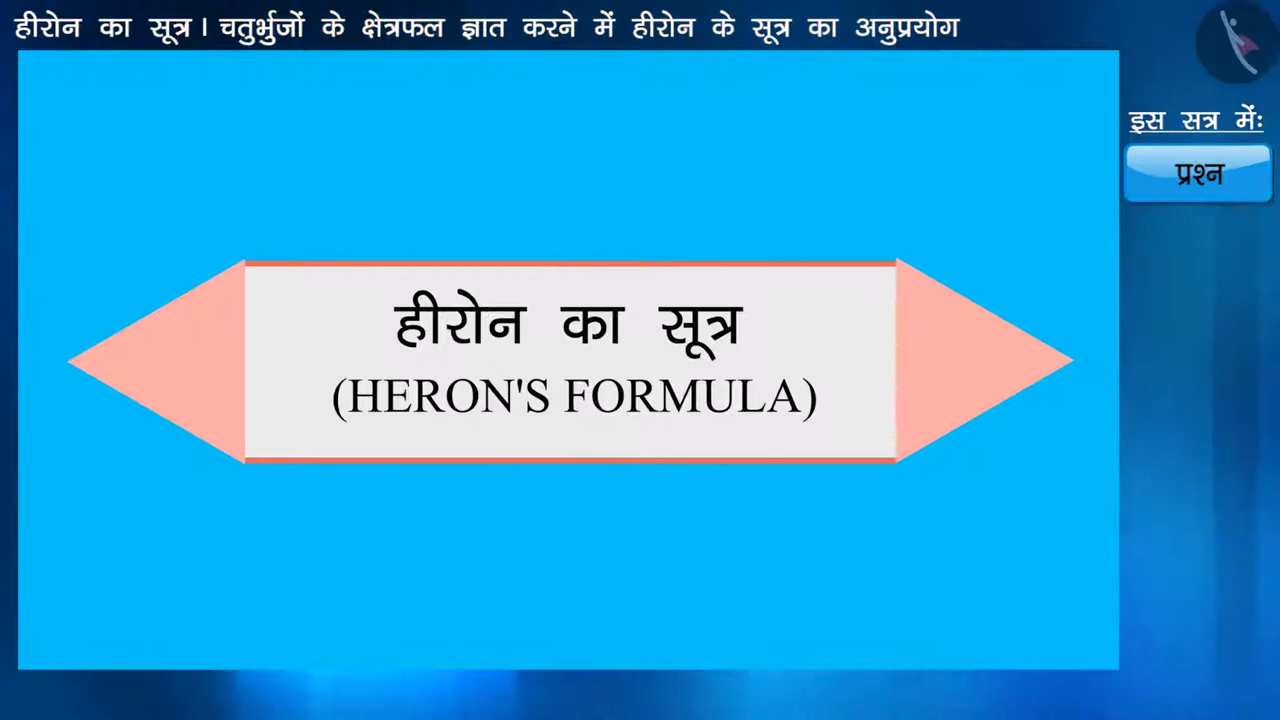 हीरोन का सूत्र। चतुर्भुजों के क्षेत्रफल ज्ञात करने में हीरोन के सूत्र का अनुप्रयोग
इस सत्र में:
प्रश्न
हीरोन का सूत्र
(HERON'S FORMULA)